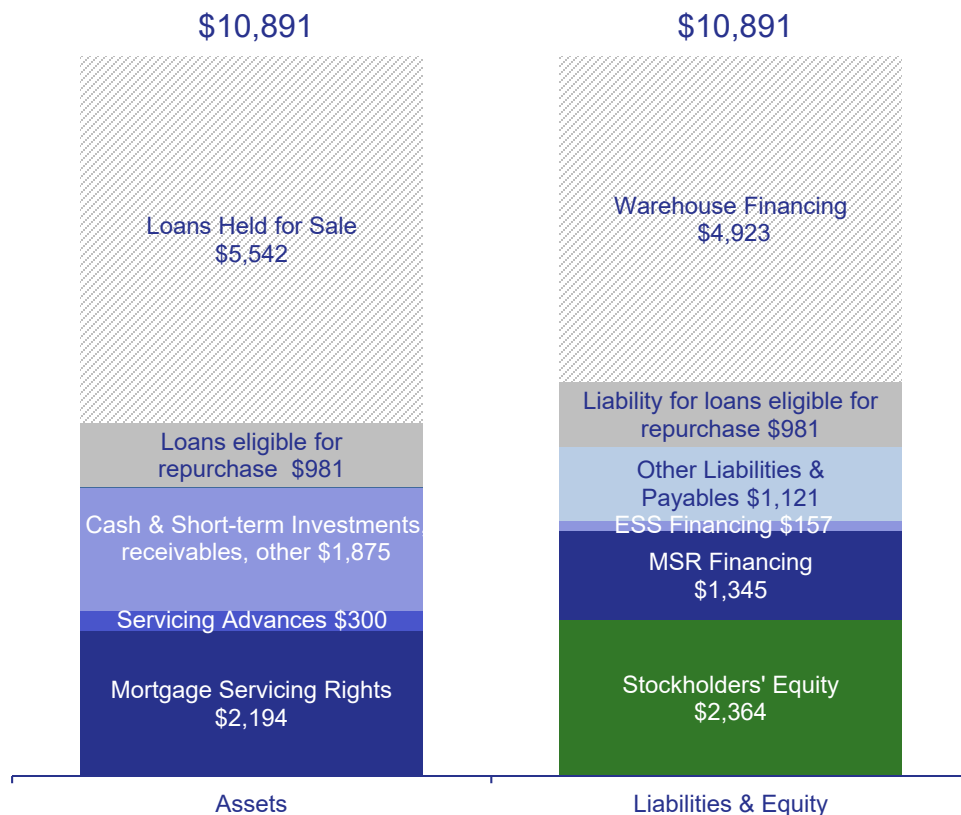 $10,891
Loans Held for Sale
$5,542
Loans eligible for
repurchase $981
Cash & Short-term Investments,
receivables, other $1,875
Servicing Advances $300
Mortgage Servicing Rights
$2,194
Assets
$10,891
Warehouse Financing
$4,923
Liability for loans eligible for
repurchase $981
Other Liabilities &
Payables $1,121
ESS Financing $157
MSR Financing
$1,345
Stockholders' Equity
$2,364
Liabilities & Equity